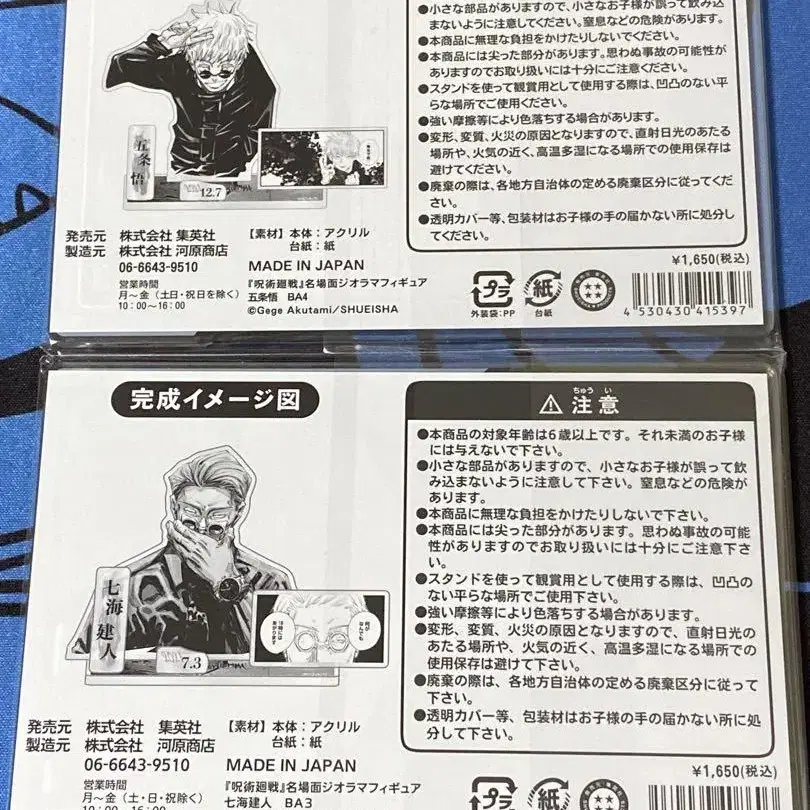 ●小さな部品がありますので、小さなお子様が誤って飲み込
まないように注意してください。窒息などの危険があります。
●本商品に無理な負担をかけたりしないでください。
●本商品には尖った部分があります。思わぬ事故の可能性が
ありますのでお取り扱いには十分にご注意ください。
●スタンドを使って観賞用として使用する際は、凹凸のない平
らな場所でご使用ください。
●強い摩擦等により色落ちする場合があります。
●変形、変質、火災の原因となりますので、直射日光のあたる
場所や、火気の近く、高温多湿になる場所での使用保存は
避けてください。
●廃棄の際は、各地方自治体の定める廃棄区分に従ってくだ
さい。
●透明カバー等、包装材はお子様の手の届かない所に処分し
てください。
五条 悟
12.7
発売元 株式会社 集英社
製造元 株式会社 河原商店
06-6643-9510
営業時間
月〜金(土日・祝日を除く)
10:00〜16:00
【素材】本体:アクリル
台紙:紙
MADE IN JAPAN
『呪術廻戦』名場面ジオラマフィギュア
五条悟 BA4
©Gege Akutami/SHUEISHA
¥1,650(税込)
プラ
外装袋:PP
紙
台紙
4 530430 415397
完成イメージ図
ちゅうい
注意
●本商品の対象年齢は6歳以上です。それ未満のお子様
には与えないで下さい。
●小さな部品がありますので、小さなお子様が誤って飲
み込まないように注意して下さい。窒息などの危険が
あります。
●本商品に無理な負担をかけたりしないで下さい。
●本商品には尖った部分があります。思わぬ事故の可能
性がありますのでお取り扱いには十分にご注意下さ
い。
●スタンドを使って観賞用として使用する際は、凹凸の
ない平らな場所でご使用下さい。
●強い摩擦等により色落ちする場合があります。
●変形、変質、火災の原因となりますので、直射日光の
あたる場所や、火気の近く、高温多湿になる場所での
使用保存は避けて下さい。
●廃棄の際は、各地方自治体の定める廃棄区分に従って
下さい。
●透明カバー等、包装材はお子様の手の届かない所に処
分して下さい。
七海 建人
7.3
何が
なんでも
18時には
あがります
発売元 株式会社 集英社
製造元 株式会社 河原商店
06-6643-9510
営業時間
月〜金(土・日・祝日を除く)
10:00〜16:00
【素材】本体:アクリル
台紙:紙
MADE IN JAPAN
『呪術廻戦』名場面ジオラマフィギュア
七海建人 BA3
¥1,650(税込)
プラ
紙